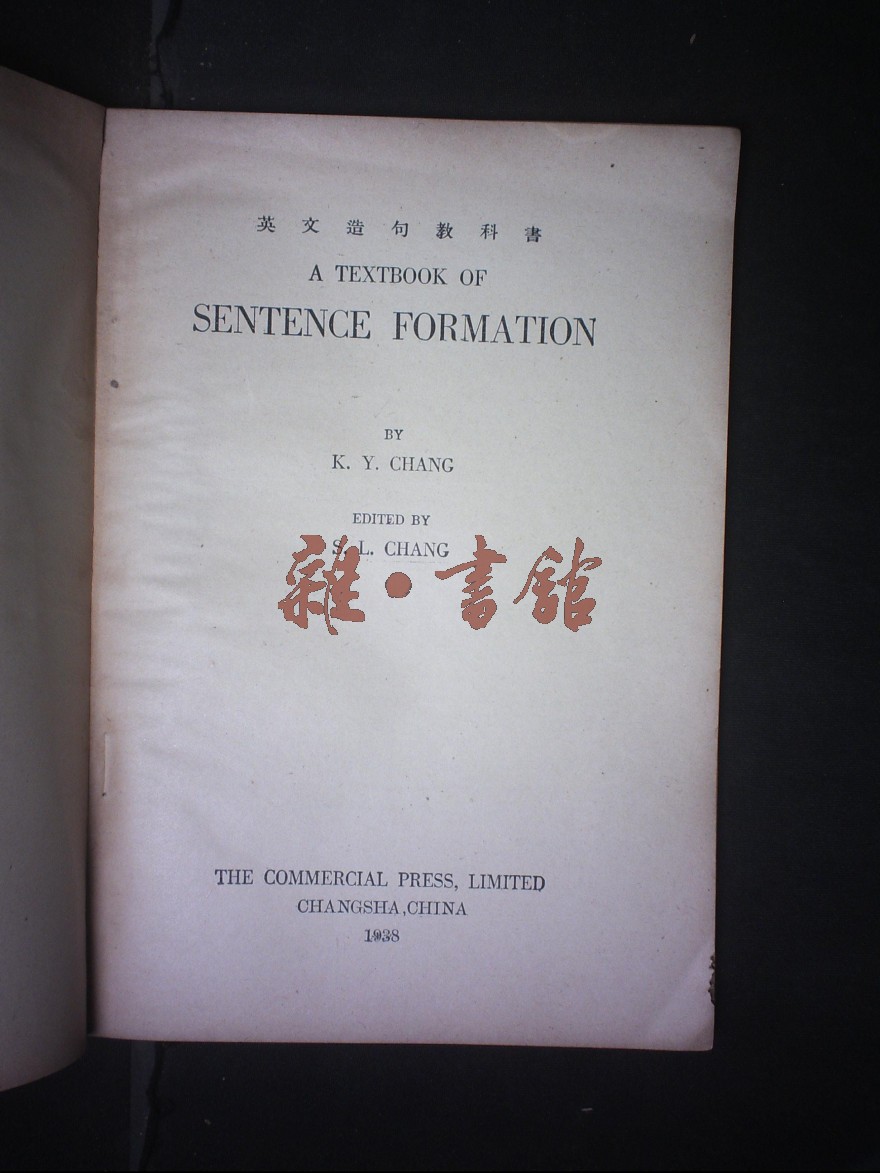 英文造句教科書
A TEXTBOOK OF
SENTENCE FORMATION
BY
K. Y. CHANG
EDITED BY
S. L. CHANG
雜·書館
THE COMMERCIAL PRESS, LIMITED
CHANGSHA, CHINA
1938